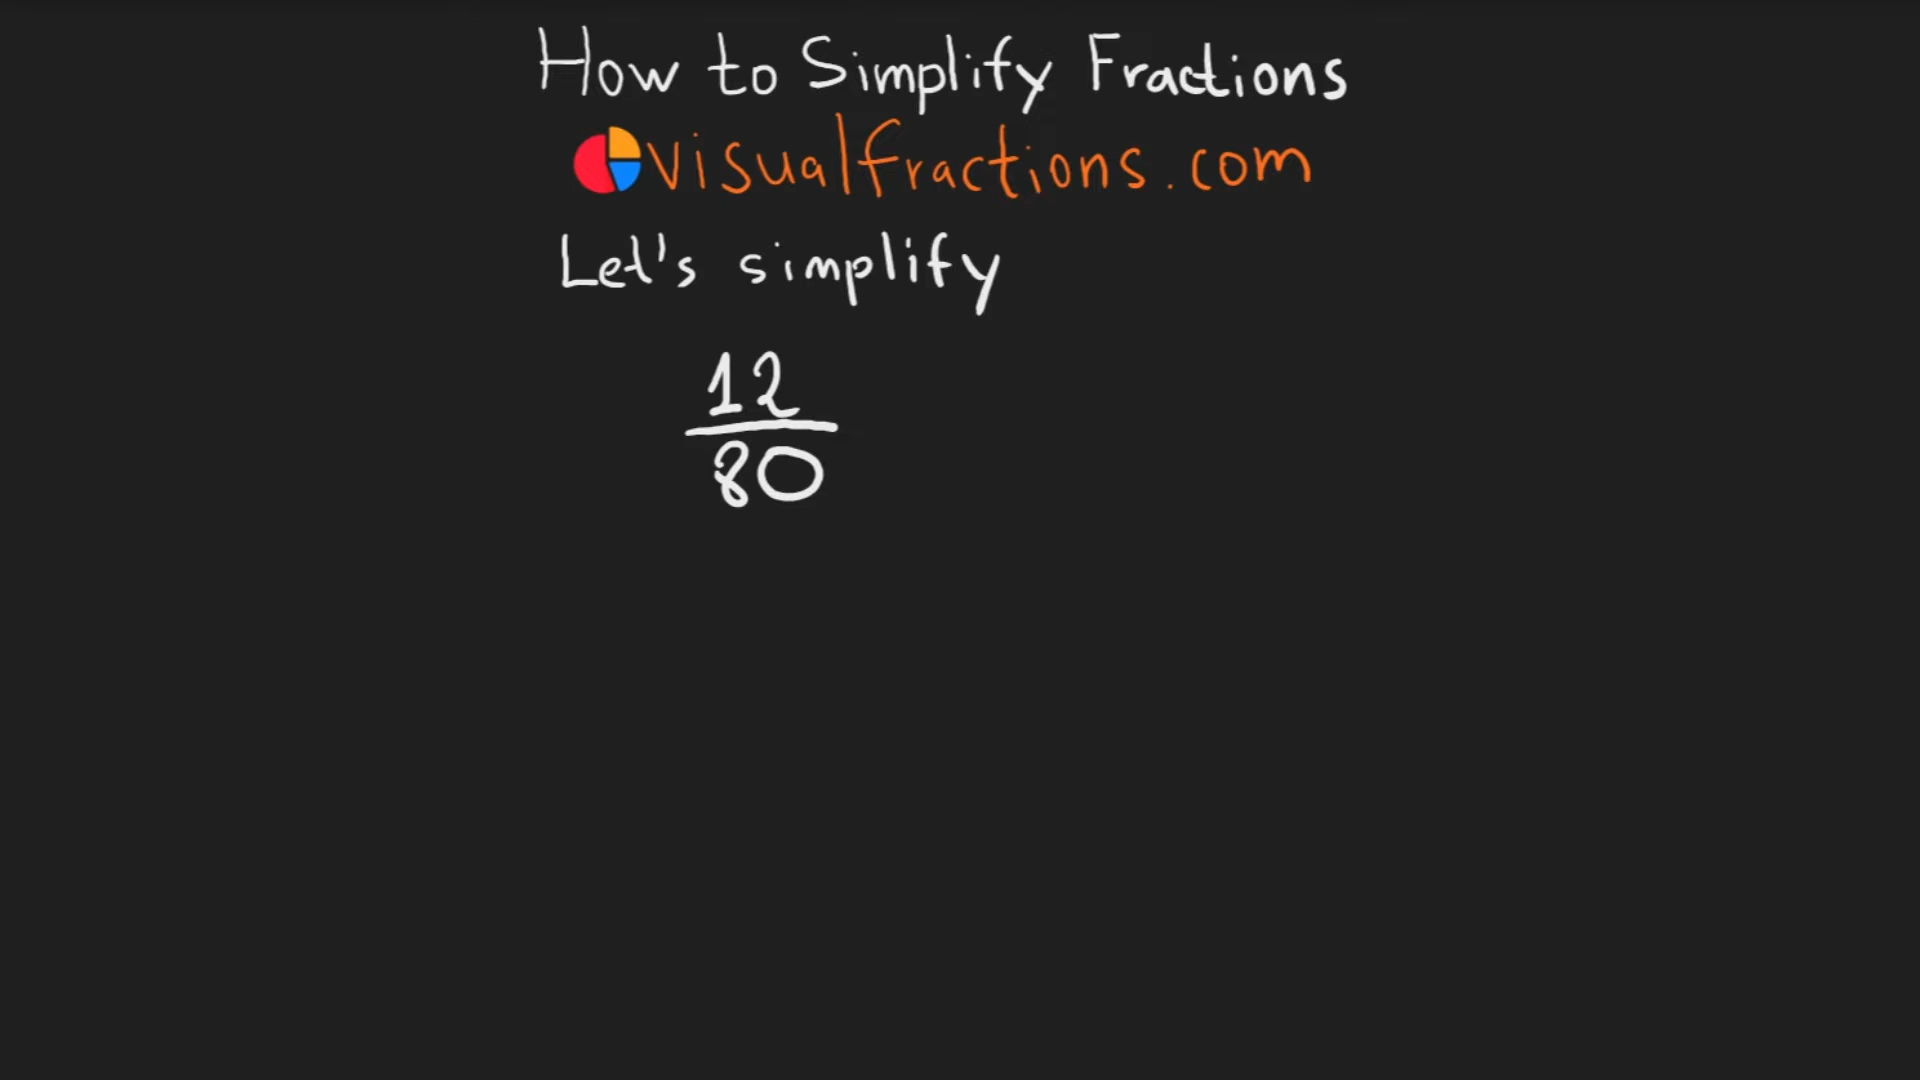 How to Simplify Fractions
visualfractions.com
Let's simplify
12
80